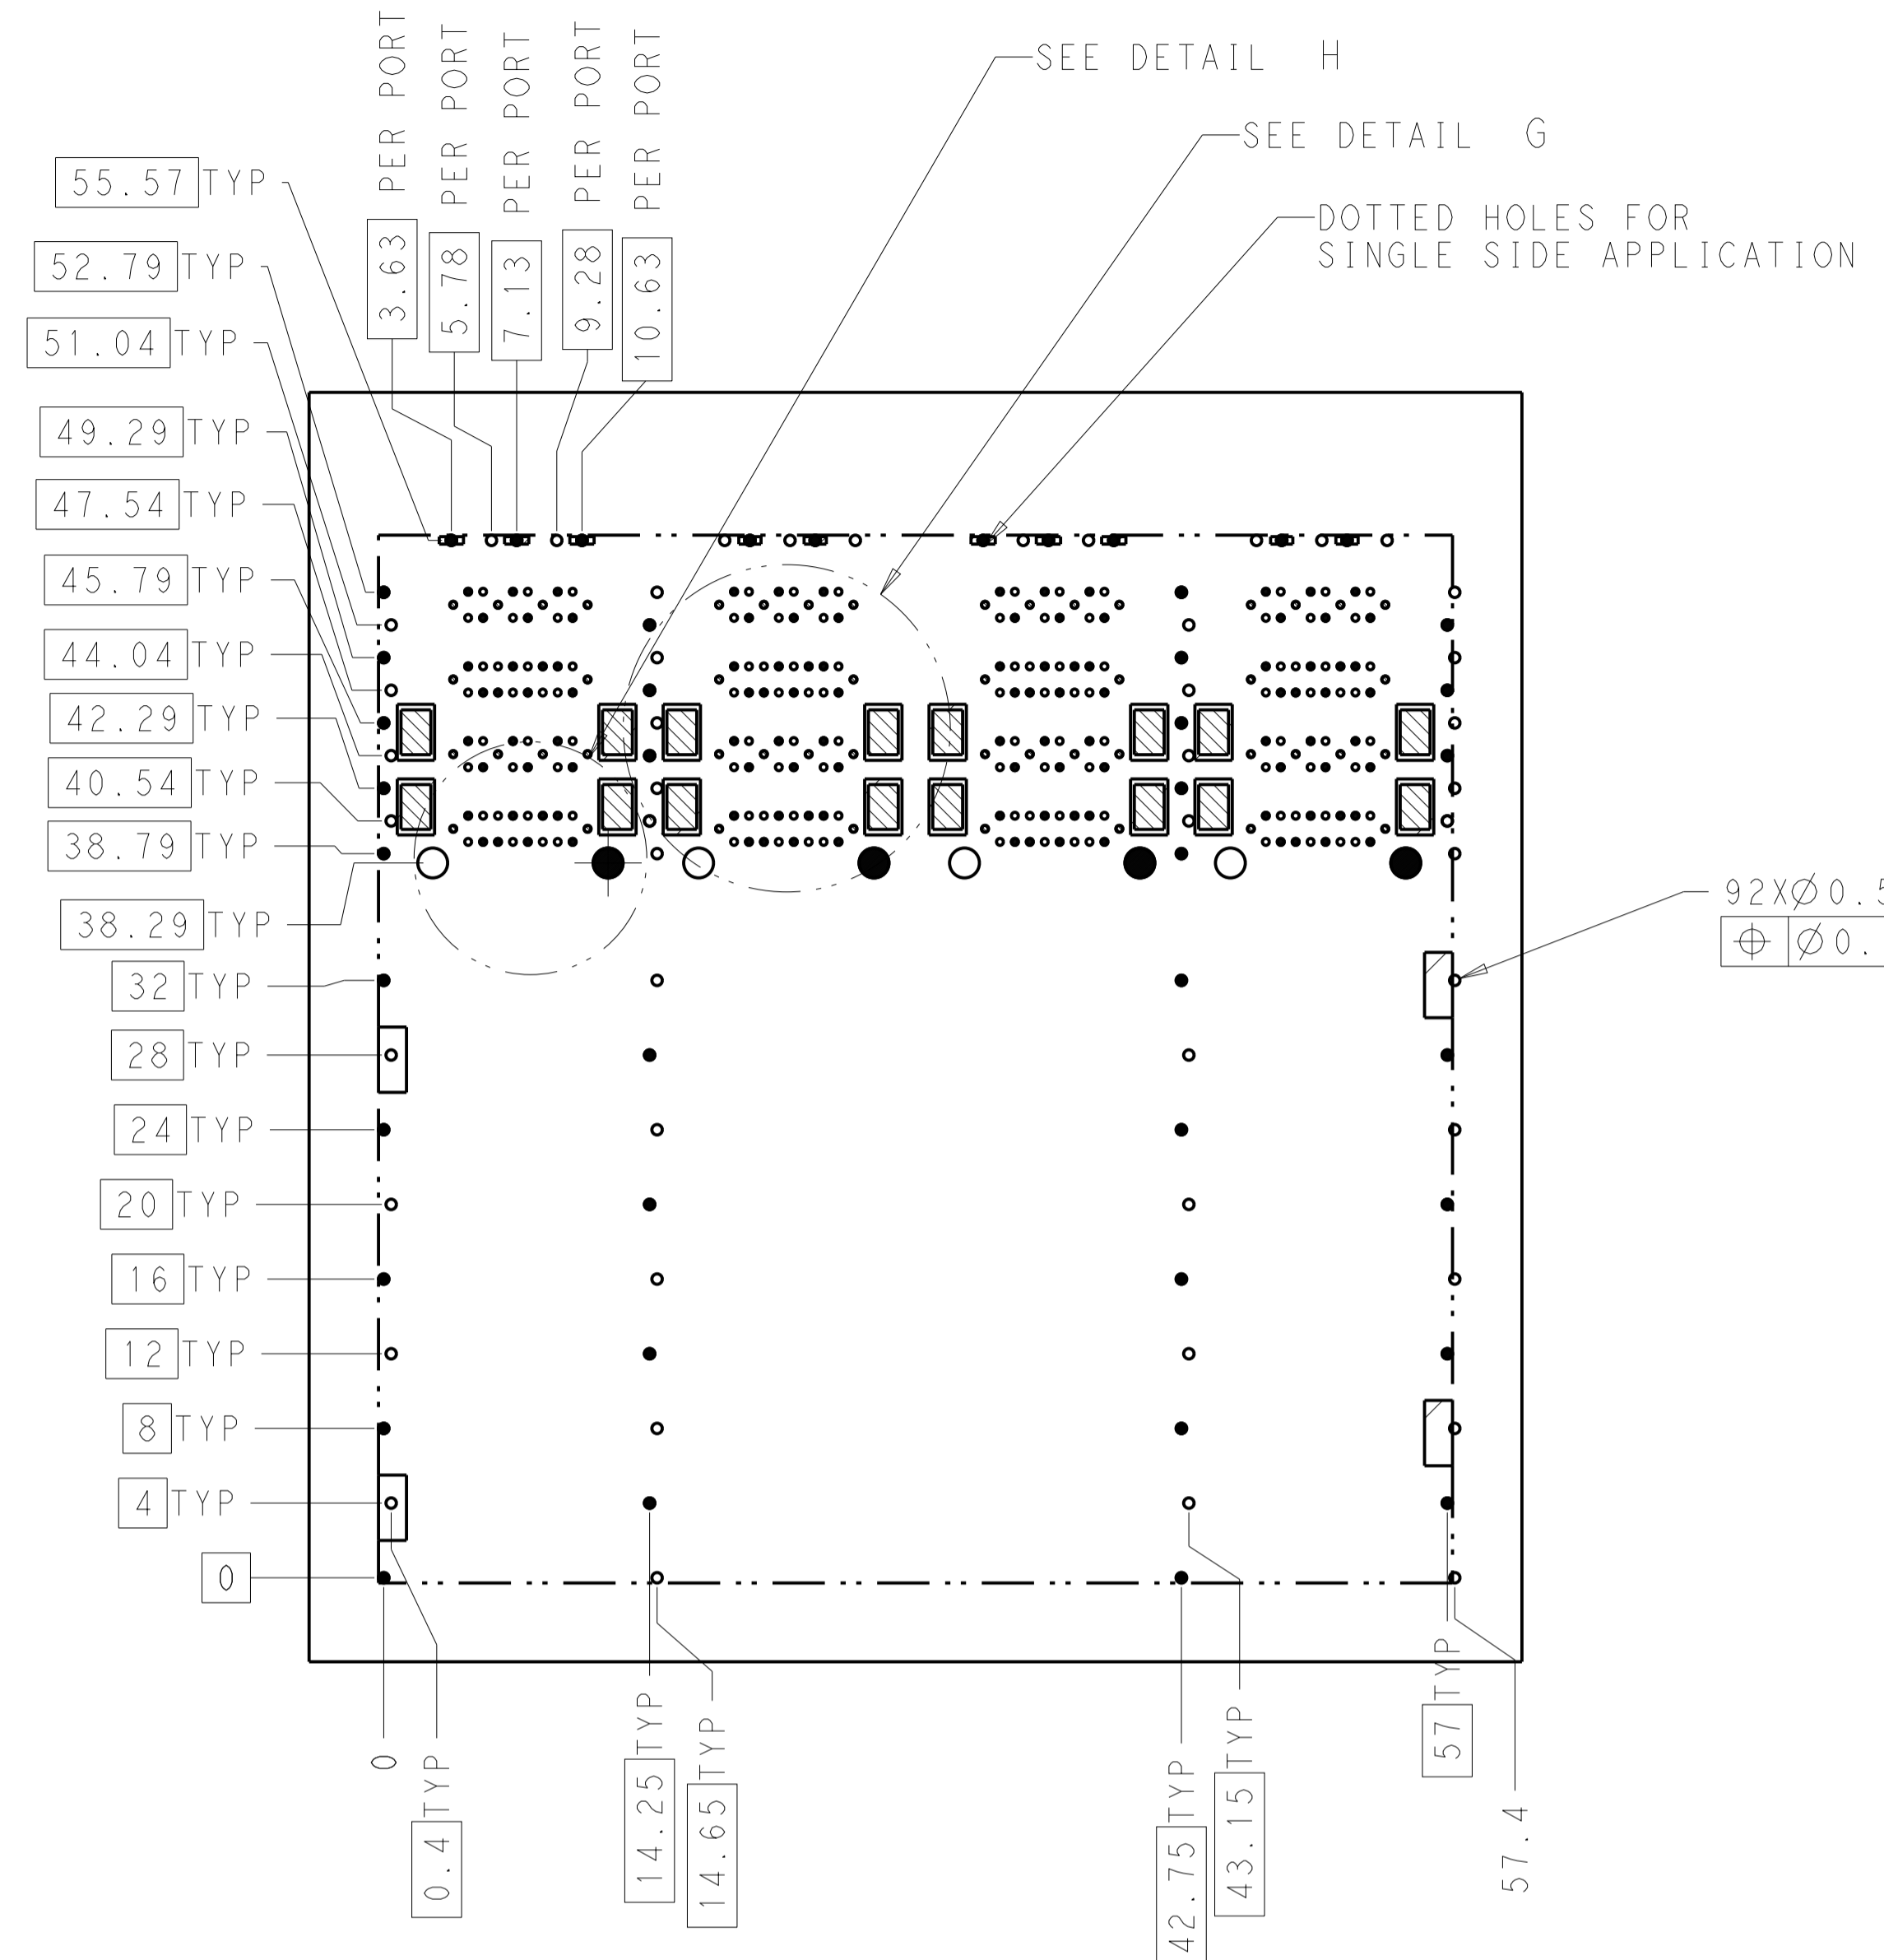 PER PORT
PER PORT
PER PORT
PER PORT
PER PORT
3.63
5.78
7.13
9.28
10.63
SEE DETAIL H
SEE DETAIL G
DOTTED HOLES FOR
SINGLE SIDE APPLICATION
55.57 TYP
52.79 TYP
51.04 TYP
49.29 TYP
47.54 TYP
45.79 TYP
44.04 TYP
42.29 TYP
40.54 TYP
38.79 TYP
38.29 TYP
32 TYP
28 TYP
24 TYP
20 TYP
16 TYP
12 TYP
8 TYP
4 TYP
0
92X⌀0.5
⌖ ⌀0.
0
0.4 TYP
14.25 TYP
14.65 TYP
42.75 TYP
43.15 TYP
57 TYP
57.4